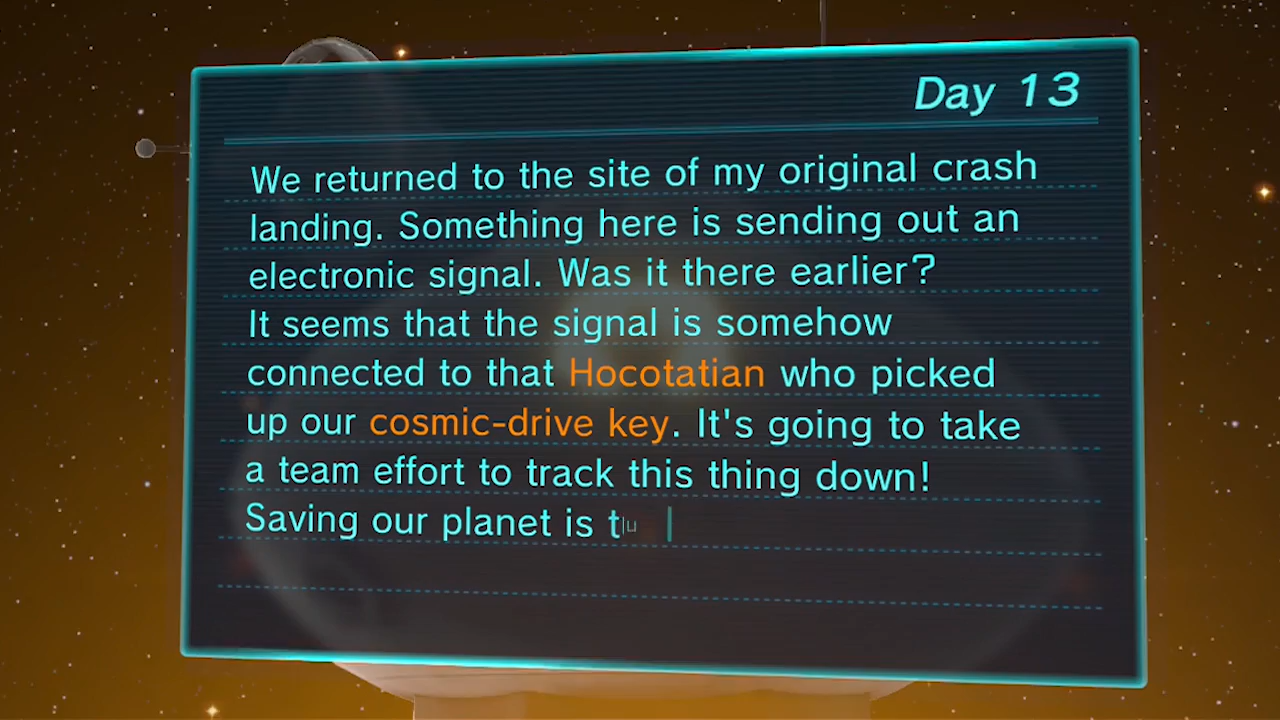 Day 13
We returned to the site of my original crash
landing. Something here is sending out an
electronic signal. Was it there earlier?
It seems that the signal is somehow
connected to that Hocotatian who picked
up our cosmic-drive key. It's going to take
a team effort to track this thing down!
Saving our planet is